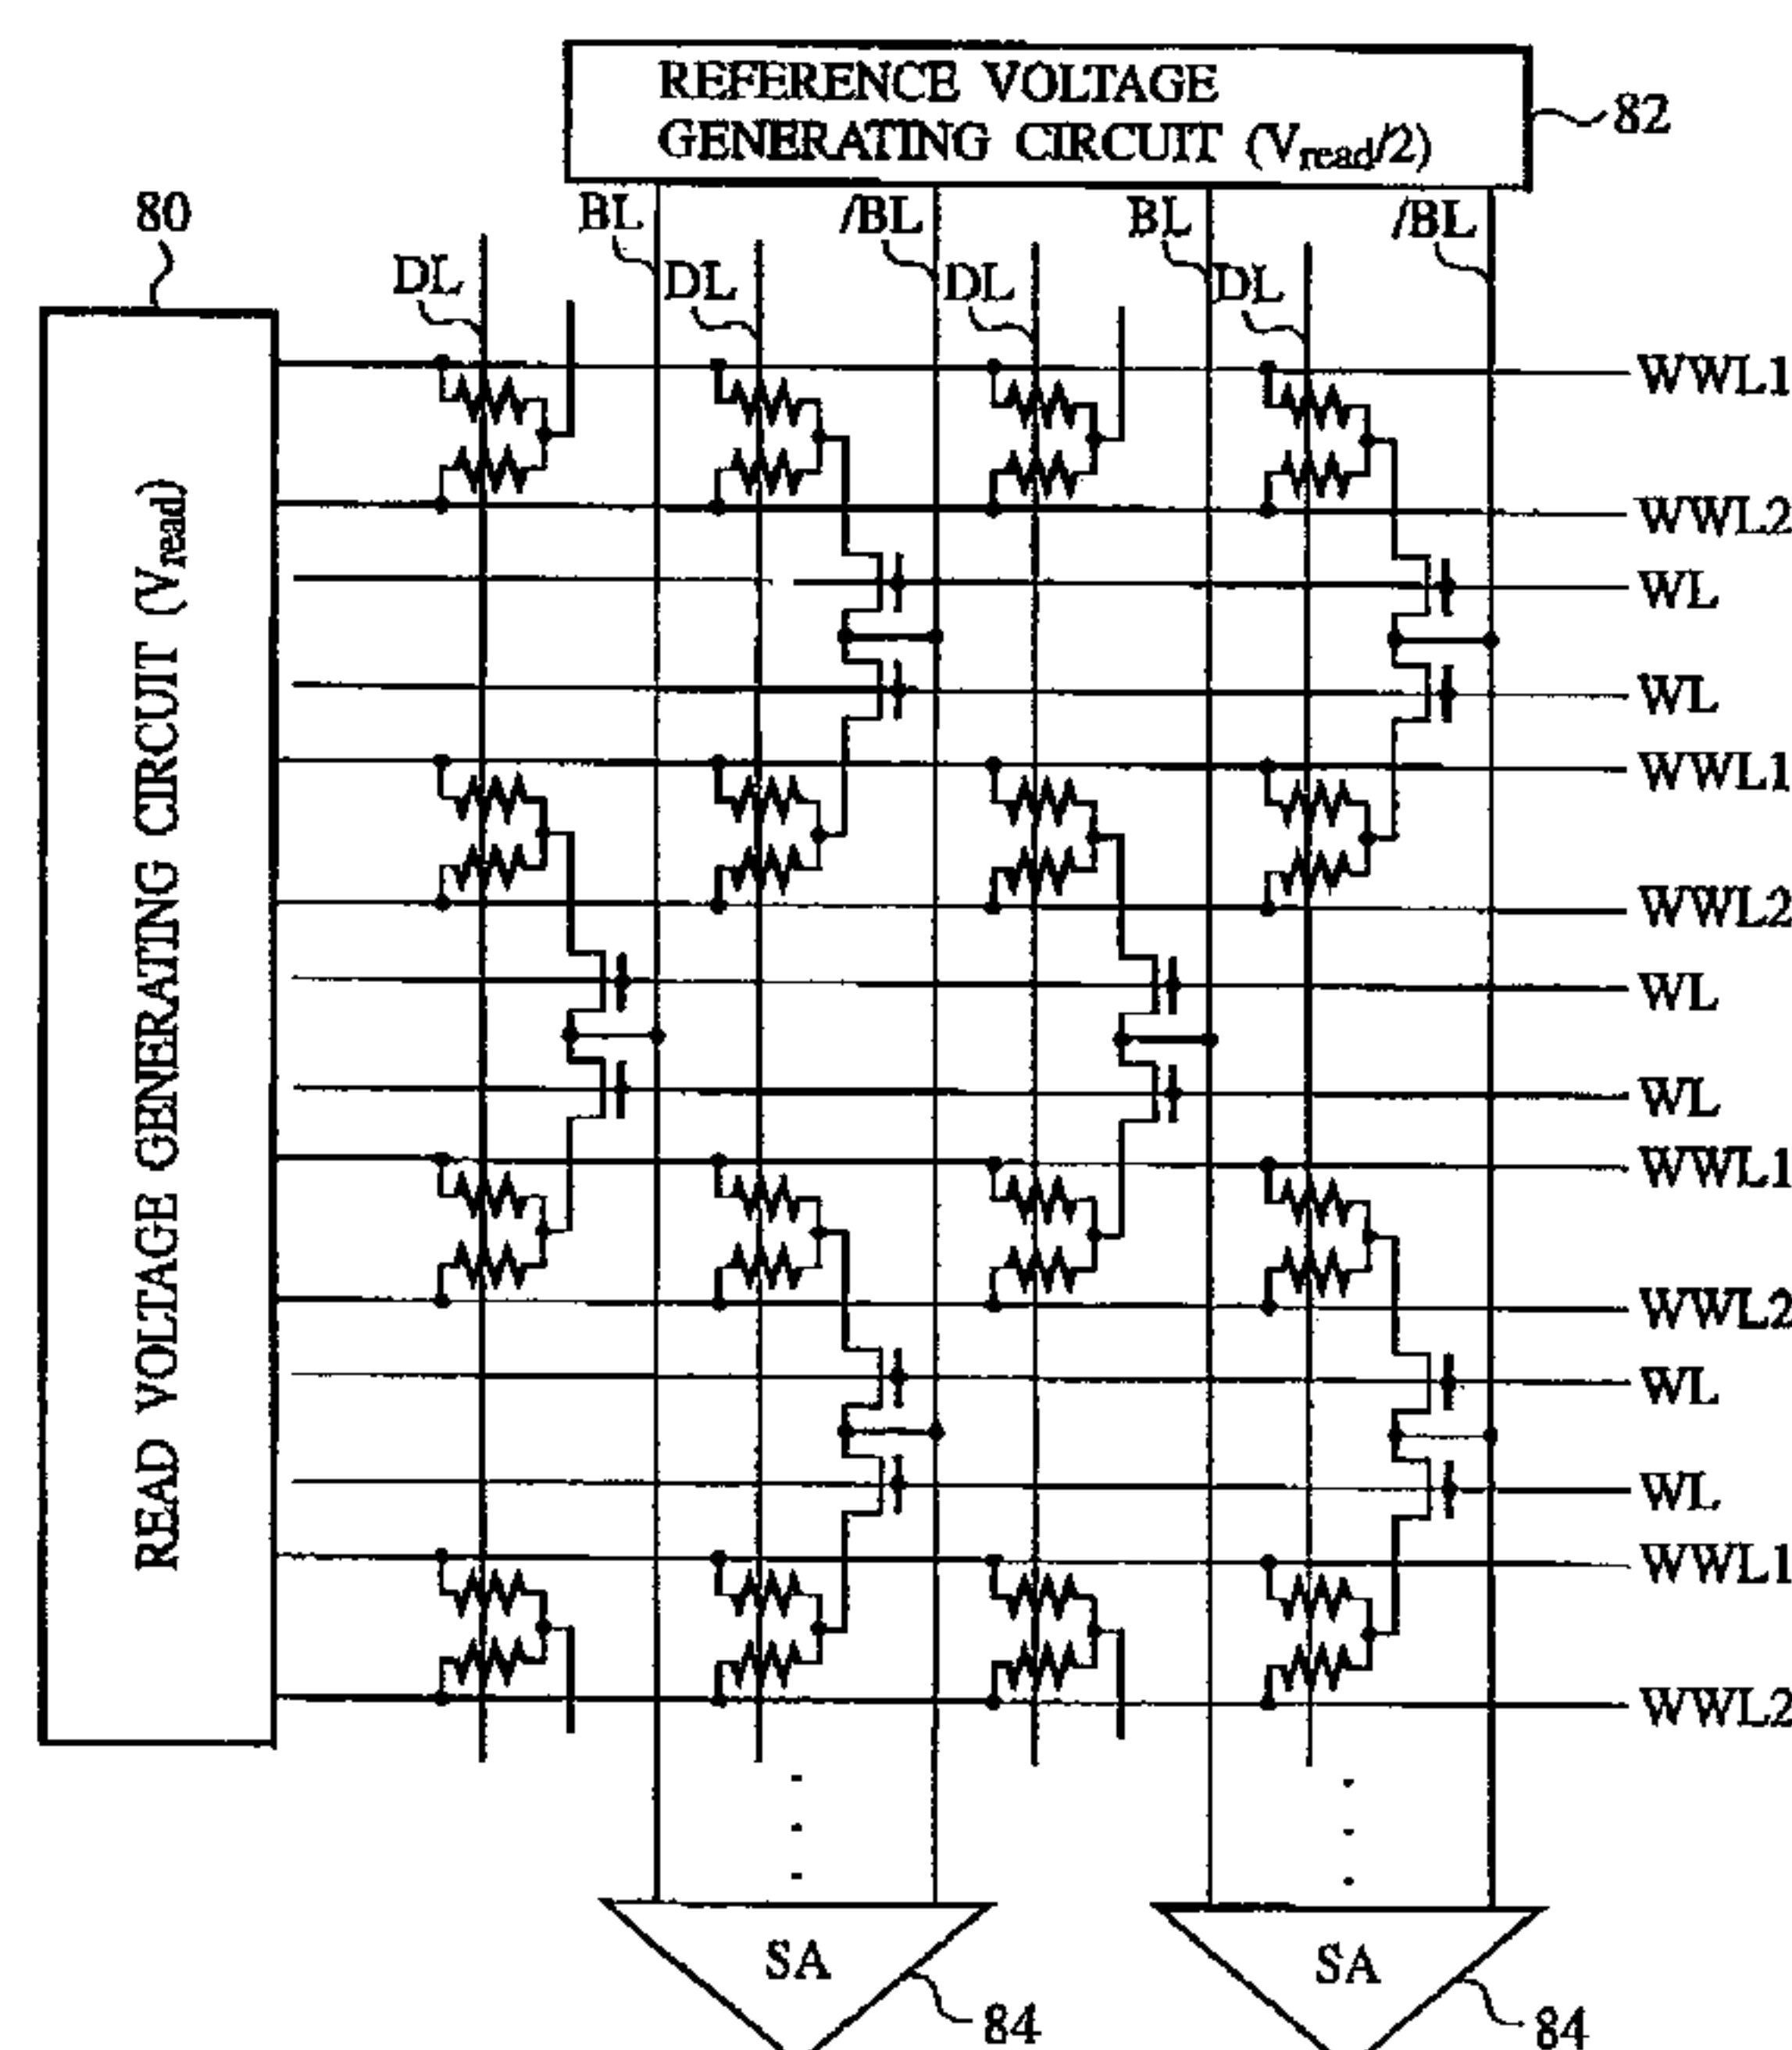 REFERENCE VOLTAGE
GENERATING CIRCUIT (Vread/2)
82
80
BL
/BL
BL
/BL
DL
DL
DL
DL
READ VOLTAGE GENERATING CIRCUIT (Vread)
WWL1
WWL2
WL
WL
WWL1
WWL2
WL
WL
WWL1
WWL2
WL
WL
WWL1
WWL2
SA
SA
84
84